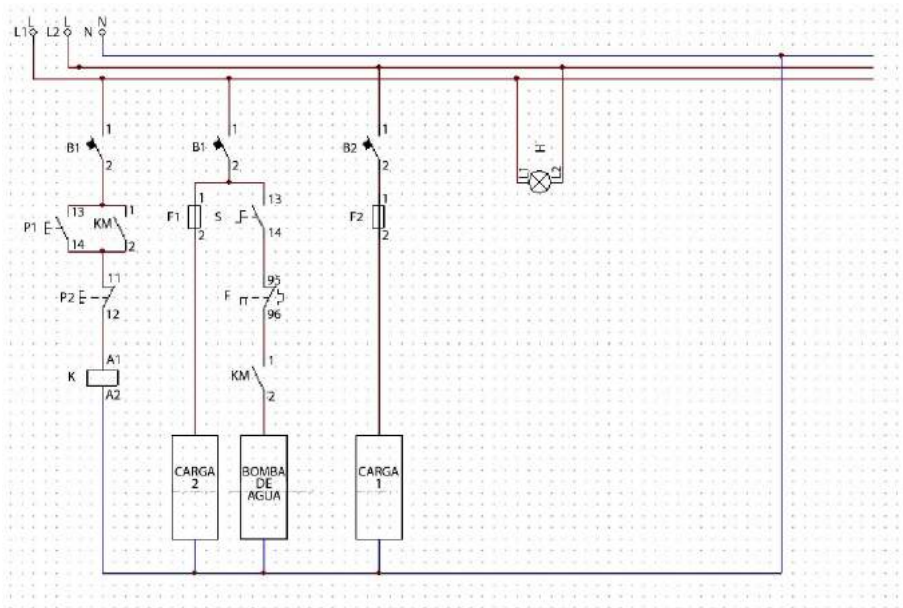 L L N
L1 L2 N
1 1 1
B1 B1 B2
2 2 2
H
L1 L2
13 1 1 13 1
P1 KM F1 S F2
14 2 2 14 2
11 95
P2 F
12 96
A1 1
K KM
A2 2
CARGA BOMBA CARGA
2 DE 1
AGUA